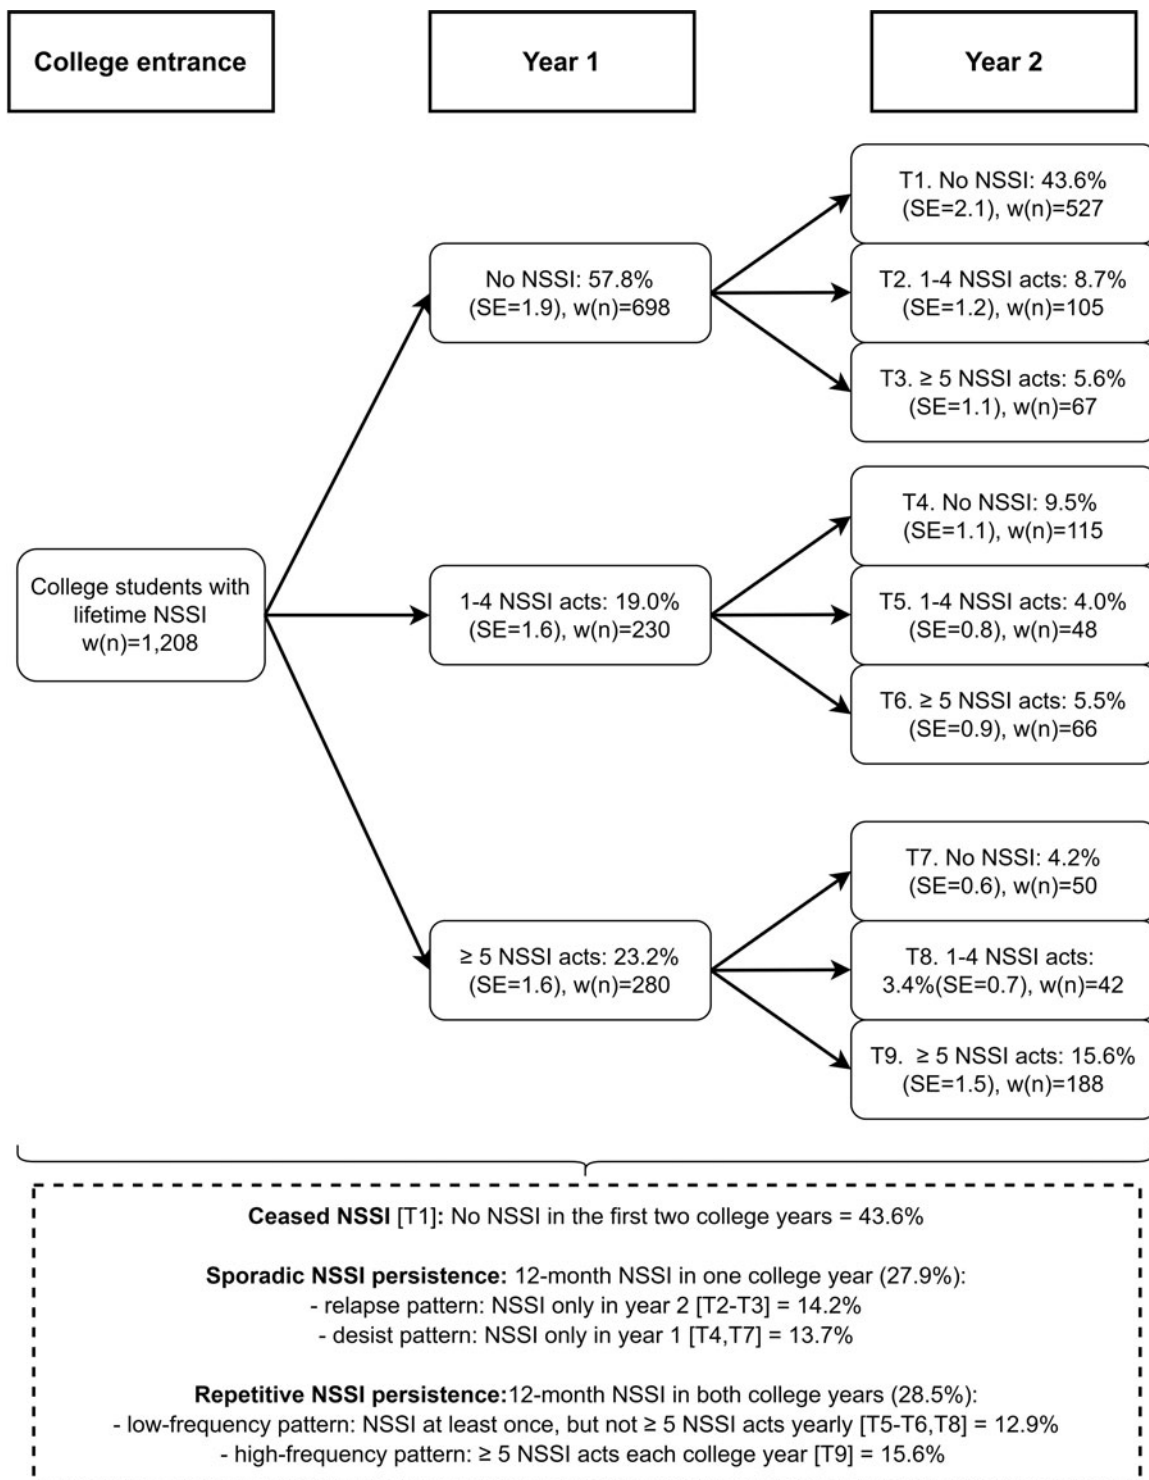 College entrance
Year 1
Year 2
T1. No NSSI: 43.6%
(SE=2.1), w(n)=527
No NSSI: 57.8%
(SE=1.9), w(n)=698
T2. 1-4 NSSI acts: 8.7%
(SE=1.2), w(n)=105
T3. ≥ 5 NSSI acts: 5.6%
(SE=1.1), w(n)=67
College students with
lifetime NSSI
w(n)=1,208
1-4 NSSI acts: 19.0%
(SE=1.6), w(n)=230
T4. No NSSI: 9.5%
(SE=1.1), w(n)=115
T5. 1-4 NSSI acts: 4.0%
(SE=0.8), w(n)=48
T6. ≥ 5 NSSI acts: 5.5%
(SE=0.9), w(n)=66
≥ 5 NSSI acts: 23.2%
(SE=1.6), w(n)=280
T7. No NSSI: 4.2%
(SE=0.6), w(n)=50
T8. 1-4 NSSI acts:
3.4%(SE=0.7), w(n)=42
T9. ≥ 5 NSSI acts: 15.6%
(SE=1.5), w(n)=188
Ceased NSSI [T1]: No NSSI in the first two college years = 43.6%
Sporadic NSSI persistence: 12-month NSSI in one college year (27.9%):
- relapse pattern: NSSI only in year 2 [T2-T3] = 14.2%
- desist pattern: NSSI only in year 1 [T4,T7] = 13.7%
Repetitive NSSI persistence:12-month NSSI in both college years (28.5%):
- low-frequency pattern: NSSI at least once, but not ≥ 5 NSSI acts yearly [T5-T6,T8] = 12.9%
- high-frequency pattern: ≥ 5 NSSI acts each college year [T9] = 15.6%